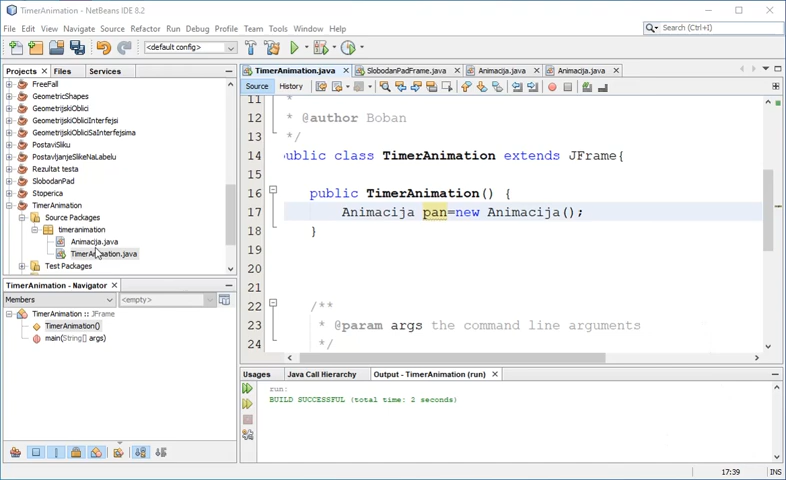 TimerAnimation - NetBeans IDE 8.2
File Edit View Navigate Source Refactor Run Debug Profile Team Tools Window Help
<default config>
Search (Ctrl+I)
Projects Files Services
FreeFall
GeometricShapes
GeometrijskiOblici
GeometrijskiObliciInterfejsi
GeometrijskiObliciSaInterfejsima
PostaviSliku
PostavljanjeSlikeNaLabelu
Rezultat testa
SlobodanPad
Stoperica
TimerAnimation
Source Packages
timeranimation
Animacija.java
TimerAnimation.java
Test Packages
TimerAnimation - Navigator
Members <empty>
TimerAnimation :: JFrame
TimerAnimation()
main(String[] args)
TimerAnimation.java SlobodanPadFrame.java Animacija.java Animacija.java
Source History
11 *
12 * @author Boban
13 */
14 ublic class TimerAnimation extends JFrame{
15
16 public TimerAnimation() {
17 Animacija pan=new Animacija();
18 }
19
20
21
22 /**
23 * @param args the command line arguments
24 */
Usages Java Call Hierarchy Output - TimerAnimation (run)
run:
BUILD SUCCESSFUL (total time: 2 seconds)
17:39 INS